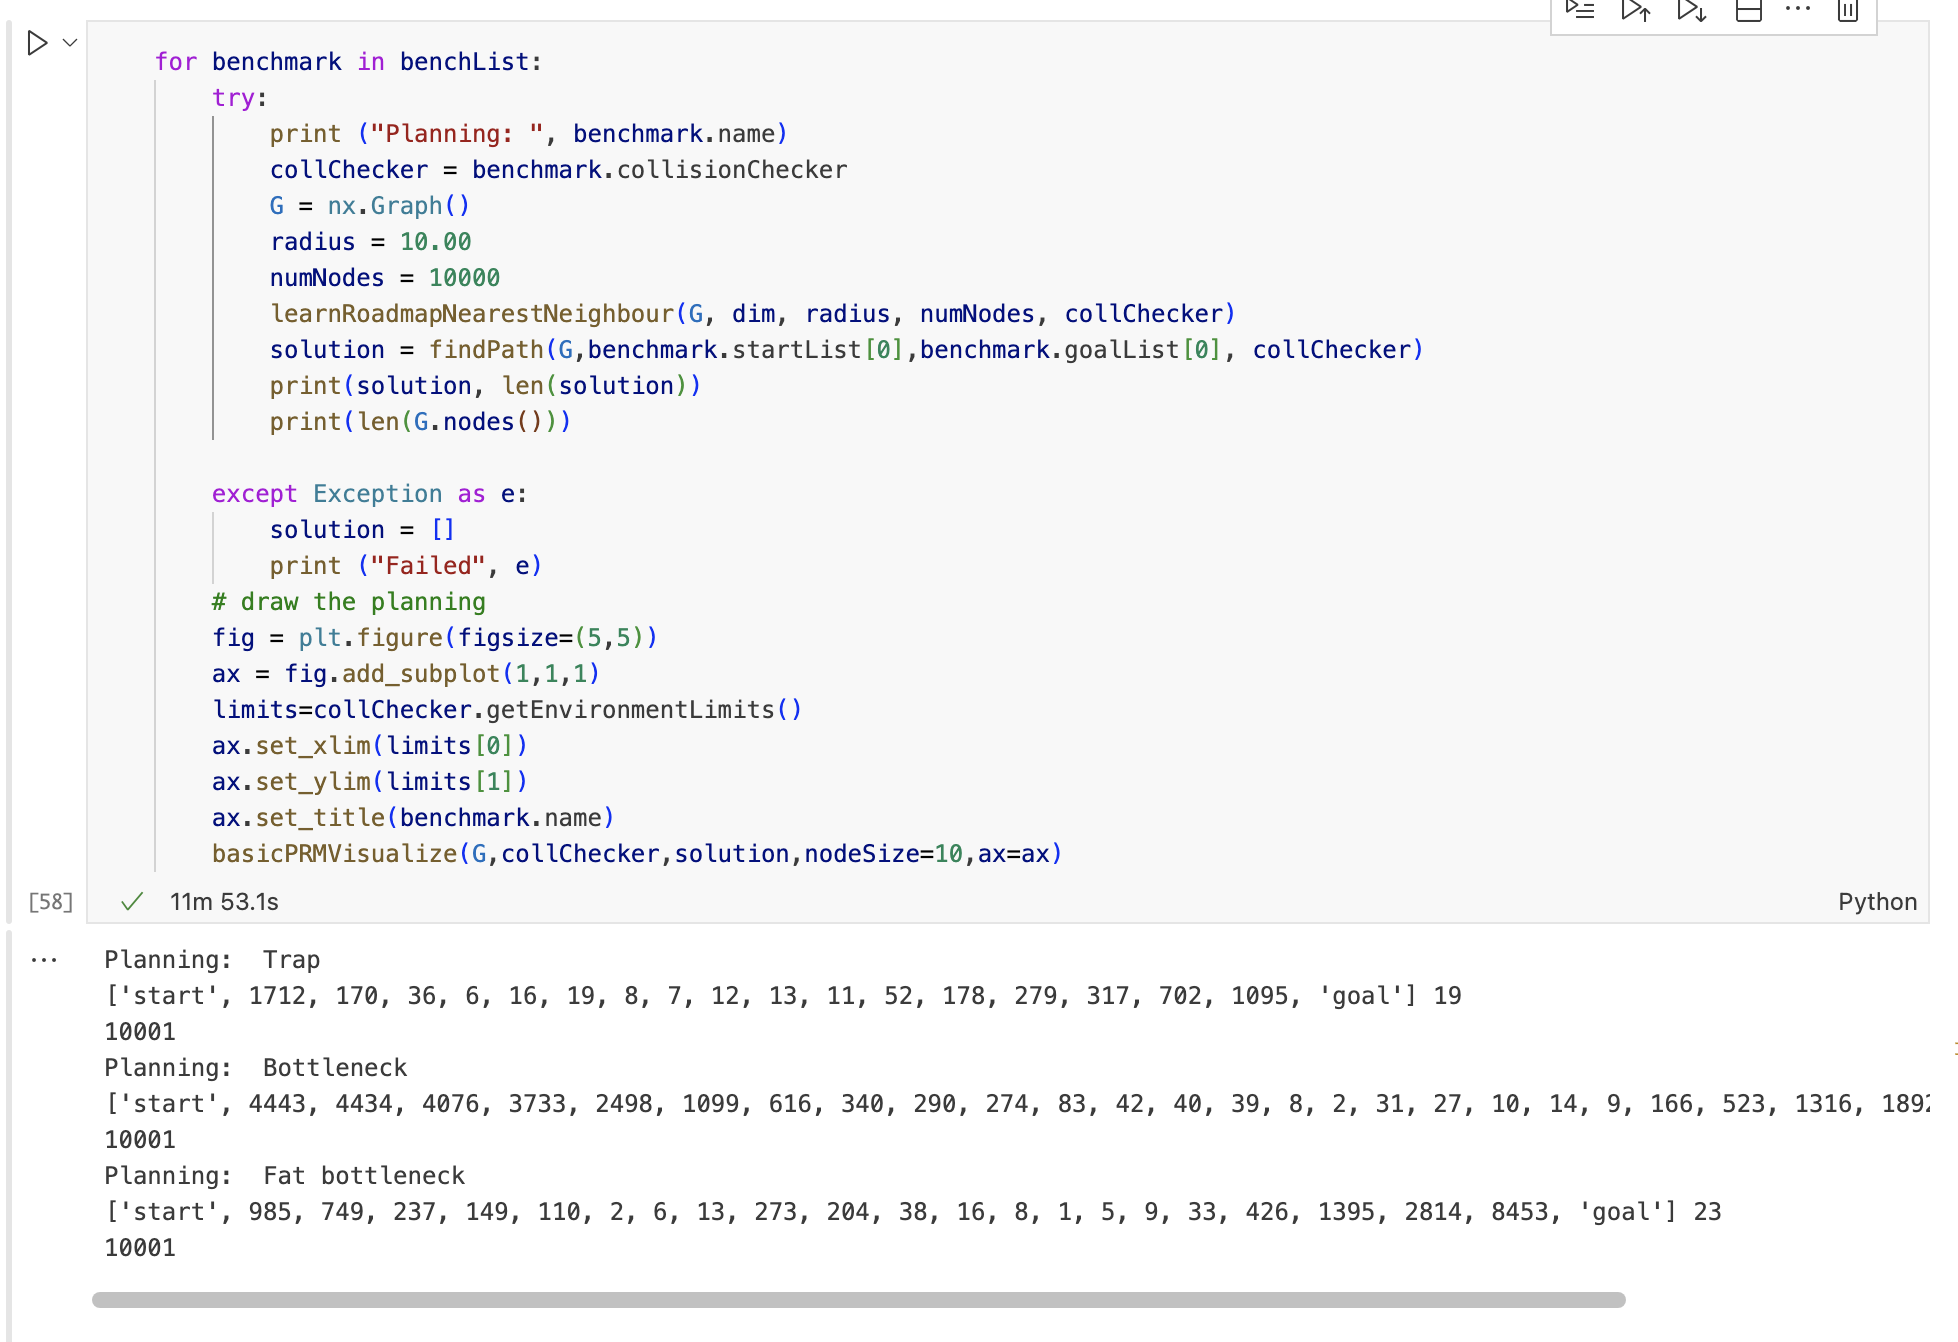 for benchmark in benchList:
    try:
        print ("Planning: ", benchmark.name)
        collChecker = benchmark.collisionChecker
        G = nx.Graph()
        radius = 10.00
        numNodes = 10000
        learnRoadmapNearestNeighbour(G, dim, radius, numNodes, collChecker)
        solution = findPath(G,benchmark.startList[0],benchmark.goalList[0], collChecker)
        print(solution, len(solution))
        print(len(G.nodes()))
    except Exception as e:
        solution = []
        print ("Failed", e)
    # draw the planning
    fig = plt.figure(figsize=(5,5))
    ax = fig.add_subplot(1,1,1)
    limits=collChecker.getEnvironmentLimits()
    ax.set_xlim(limits[0])
    ax.set_ylim(limits[1])
    ax.set_title(benchmark.name)
    basicPRMVisualize(G,collChecker,solution,nodeSize=10,ax=ax)
[58] 11m 53.1s Python
Planning:  Trap
['start', 1712, 170, 36, 6, 16, 19, 8, 7, 12, 13, 11, 52, 178, 279, 317, 702, 1095, 'goal'] 19
10001
Planning:  Bottleneck
['start', 4443, 4434, 4076, 3733, 2498, 1099, 616, 340, 290, 274, 83, 42, 40, 39, 8, 2, 31, 27, 10, 14, 9, 166, 523, 1316, 1892
10001
Planning:  Fat bottleneck
['start', 985, 749, 237, 149, 110, 2, 6, 13, 273, 204, 38, 16, 8, 1, 5, 9, 33, 426, 1395, 2814, 8453, 'goal'] 23
10001